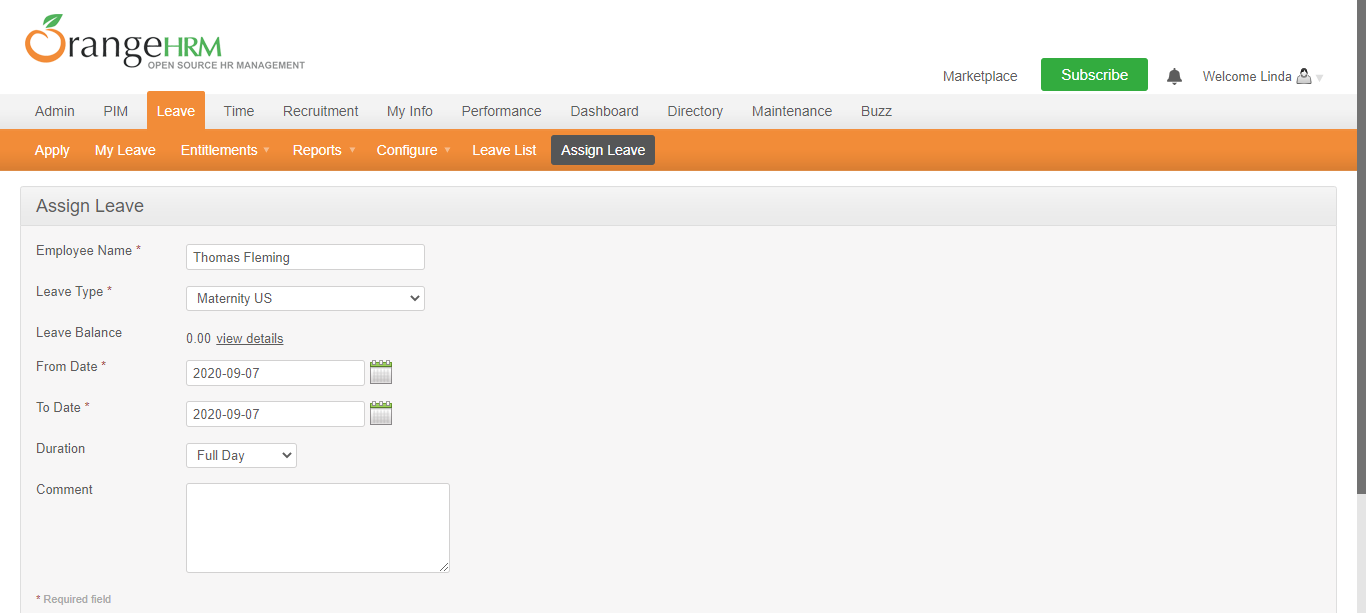 OrangeHRM
OPEN SOURCE HR MANAGEMENT
Marketplace Subscribe Welcome Linda
Admin PIM Leave Time Recruitment My Info Performance Dashboard Directory Maintenance Buzz
Apply My Leave Entitlements Reports Configure Leave List Assign Leave
Assign Leave
Employee Name * Thomas Fleming
Leave Type * Maternity US
Leave Balance 0.00 view details
From Date * 2020-09-07
To Date * 2020-09-07
Duration Full Day
Comment
* Required field